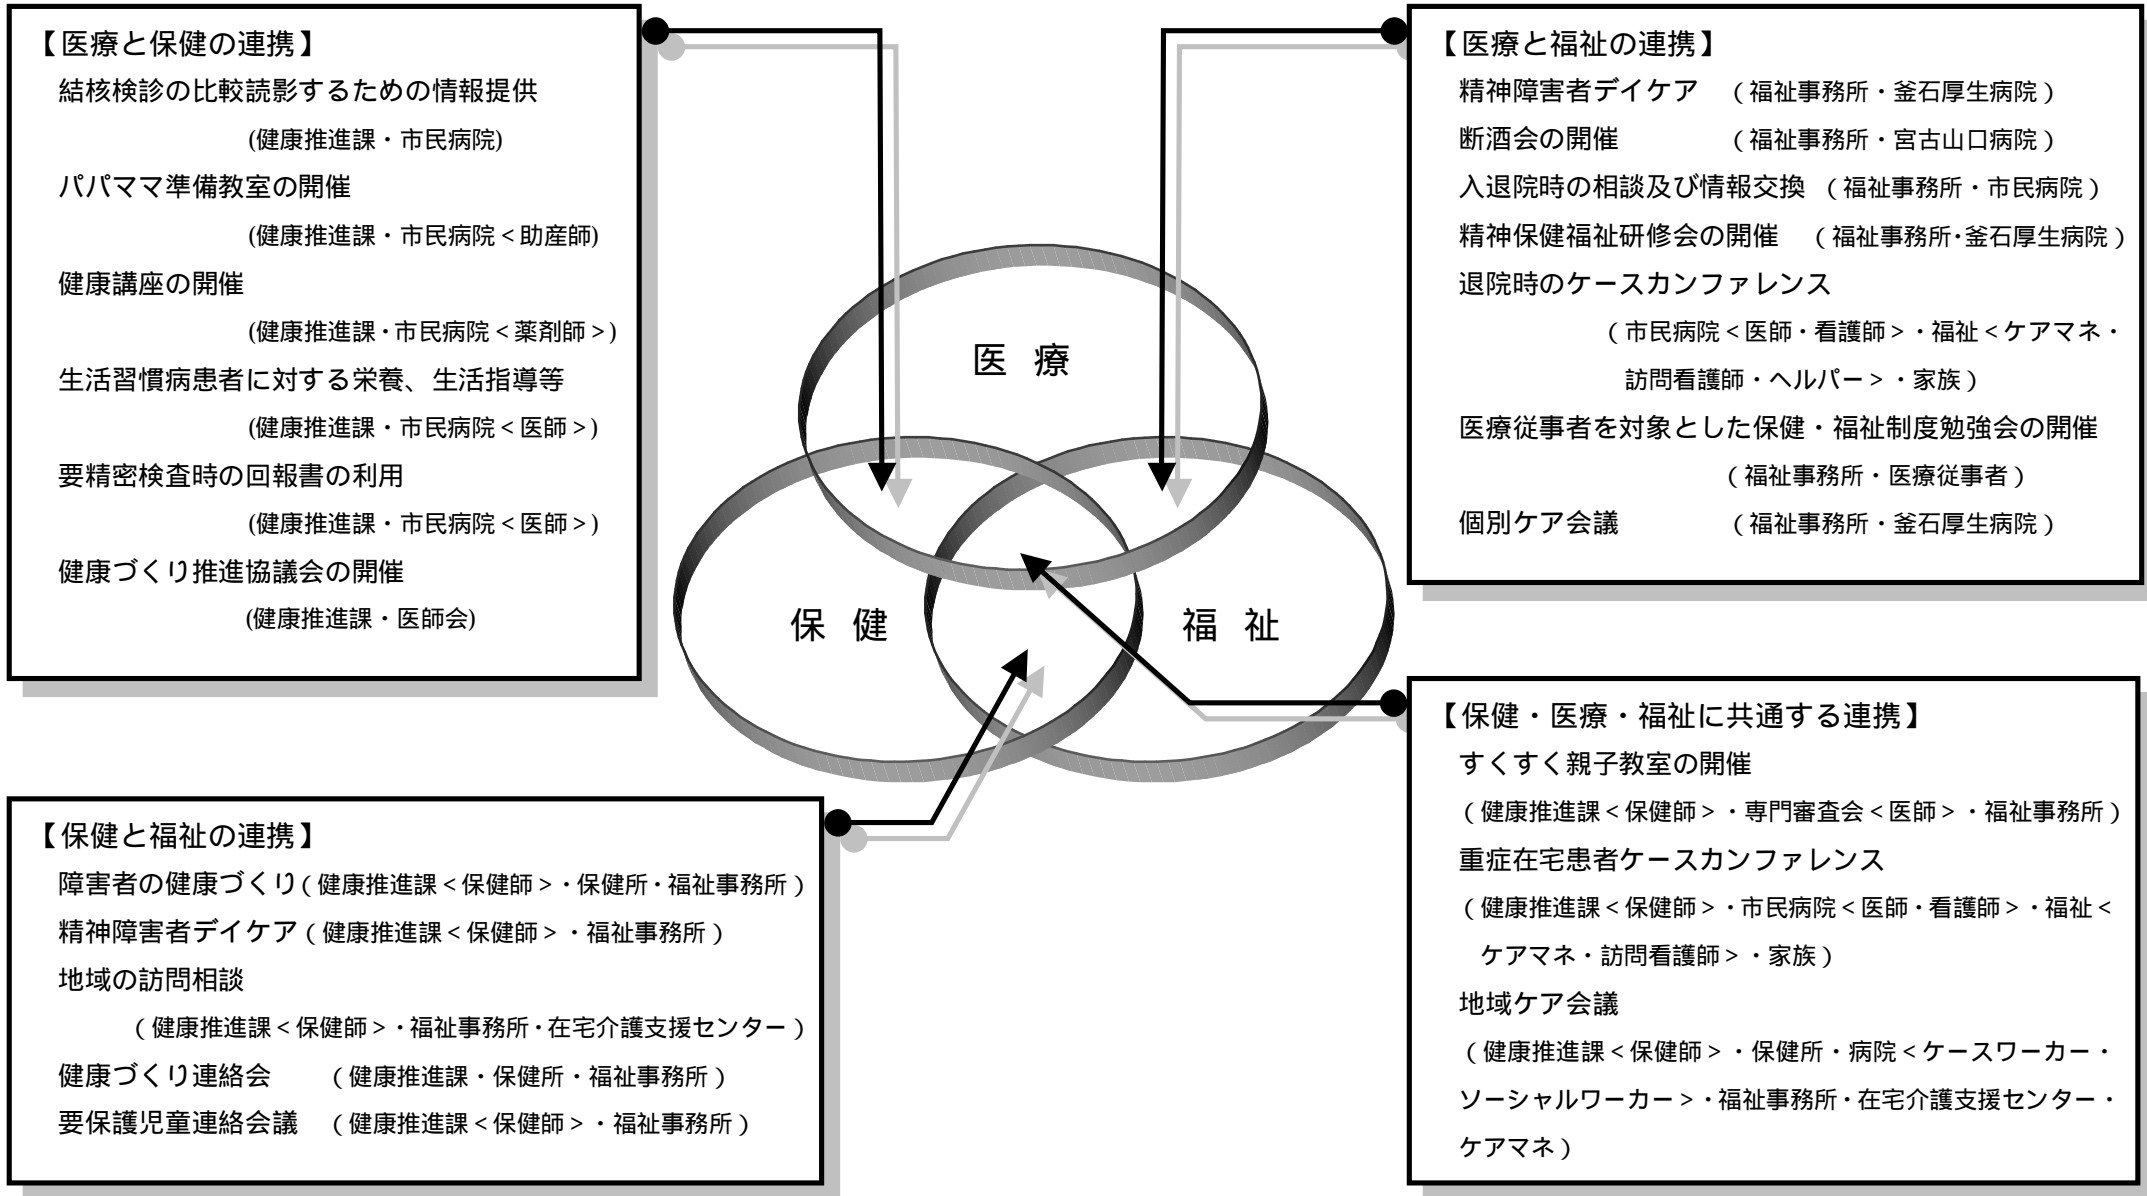 【医療と保健の連携】
結核検診の比較読影するための情報提供
(健康推進課・市民病院)
パパママ準備教室の開催
(健康推進課・市民病院<助産師)
健康講座の開催
(健康推進課・市民病院<薬剤師>)
生活習慣病患者に対する栄養、生活指導等
(健康推進課・市民病院<医師>)
要精密検査時の回報書の利用
(健康推進課・市民病院<医師>)
健康づくり推進協議会の開催
(健康推進課・医師会)
【医療と福祉の連携】
精神障害者デイケア (福祉事務所・釜石厚生病院)
断酒会の開催 (福祉事務所・宮古山口病院)
入退院時の相談及び情報交換 (福祉事務所・市民病院)
精神保健福祉研修会の開催 (福祉事務所・釜石厚生病院)
退院時のケースカンファレンス
(市民病院<医師・看護師>・福祉<ケアマネ・
訪問看護師・ヘルパー>・家族)
医療従事者を対象とした保健・福祉制度勉強会の開催
(福祉事務所・医療従事者)
個別ケア会議 (福祉事務所・釜石厚生病院)
医 療
保 健
福 祉
【保健と福祉の連携】
障害者の健康づくり(健康推進課<保健師>・保健所・福祉事務所)
精神障害者デイケア(健康推進課<保健師>・福祉事務所)
地域の訪問相談
(健康推進課<保健師>・福祉事務所・在宅介護支援センター)
健康づくり連絡会 (健康推進課・保健所・福祉事務所)
要保護児童連絡会議 (健康推進課<保健師>・福祉事務所)
【保健・医療・福祉に共通する連携】
すくすく親子教室の開催
(健康推進課<保健師>・専門審査会<医師>・福祉事務所)
重症在宅患者ケースカンファレンス
(健康推進課<保健師>・市民病院<医師・看護師>・福祉<
ケアマネ・訪問看護師>・家族)
地域ケア会議
(健康推進課<保健師>・保健所・病院<ケースワーカー・
ソーシャルワーカー>・福祉事務所・在宅介護支援センター・
ケアマネ)